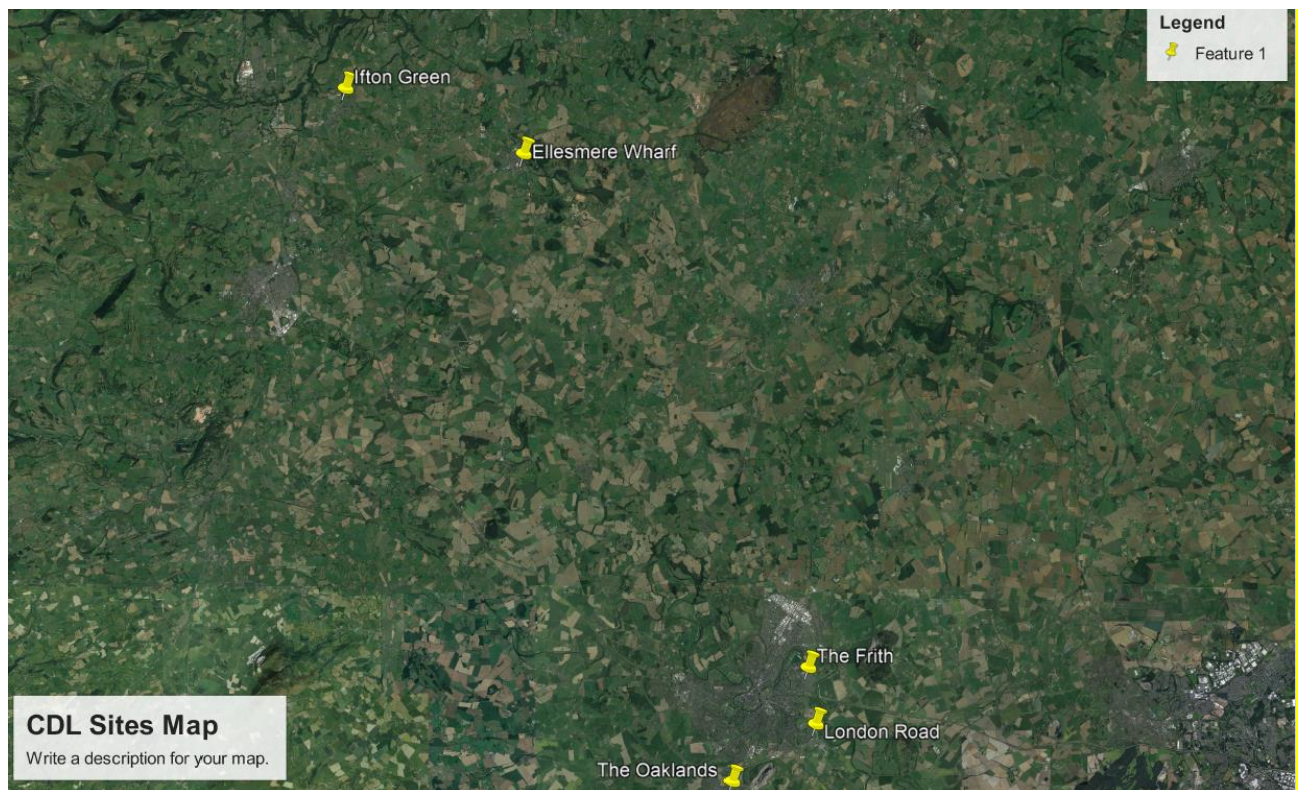 Legend
Feature 1
Ifton Green
Ellesmere Wharf
The Frith
London Road
The Oaklands
CDL Sites Map
Write a description for your map.